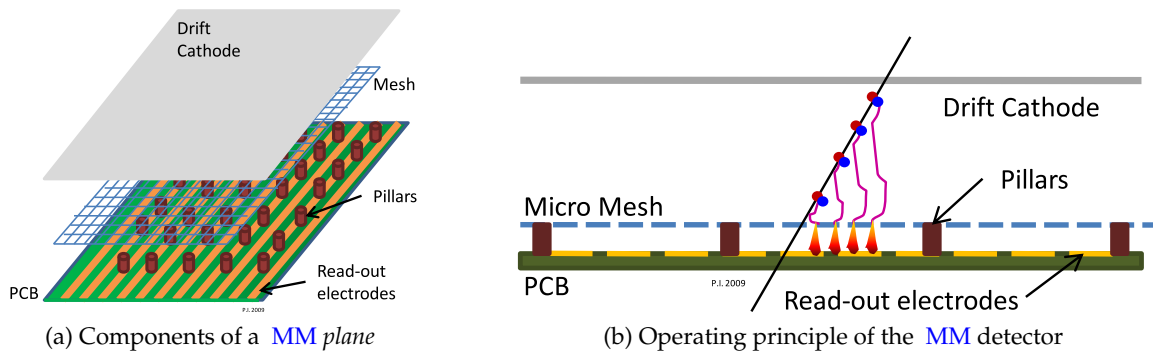 Drift
Cathode
Mesh
Pillars
Read-out
electrodes
PCB
P.I. 2009
(a) Components of a MM plane
Drift Cathode
Pillars
Micro Mesh
PCB
P.I. 2009
Read-out electrodes
(b) Operating principle of the MM detector